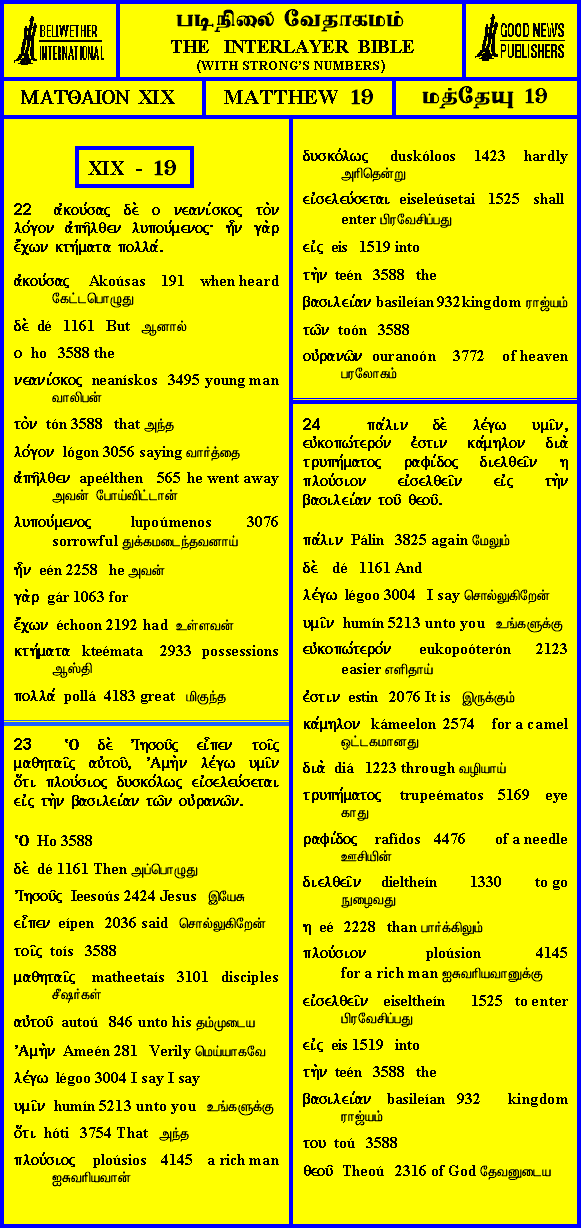 BELLWETHER
INTERNATIONAL
படிநிலை வேதாகமம்
THE INTERLAYER BIBLE
(WITH STRONG'S NUMBERS)
GOOD NEWS
PUBLISHERS
ΜΑΤΘΑΙΟΝ XIX
MATTHEW 19
மத்தேயு 19
XIX - 19
22 ἀκούσας δὲ ο νεανίσκος τὸν
λόγον ἀπῆλθεν λυπούμενος· ἦν γὰρ
ἔχων κτήματα πολλά.
ἀκούσας Akoúsas 191 when heard
கேட்டபொழுது
δὲ dé 1161 But ஆனால்
ο ho 3588 the
νεανίσκος neanískos 3495 young man
வாலிபன்
τὸν tón 3588 that அந்த
λόγον lógon 3056 saying வார்த்தை
ἀπῆλθεν apeélthen 565 he went away
அவன் போய்விட்டான்
λυπούμενος lupoúmenos 3076
sorrowful துக்கமடைந்தவனாய்
ἦν eén 2258 he அவன்
γὰρ gár 1063 for
ἔχων échoon 2192 had உள்ளவன்
κτήματα kteémata 2933 possessions
ஆஸ்தி
πολλά pollá 4183 great மிகுந்த
23 Ὁ δὲ Ἰησοῦς εἶπεν τοῖς
μαθηταῖς αὐτοῦ, Ἀμὴν λέγω υμῖν
ὅτι πλούσιος δυσκόλως εἰσελεύσεται
εἰς τὴν βασιλείαν τῶν οὐρανῶν.
Ὁ Ho 3588
δὲ dé 1161 Then அப்பொழுது
Ἰησοῦς Ieesoús 2424 Jesus இயேசு
εἶπεν eípen 2036 said சொல்லுகிறேன்
τοῖς toís 3588
μαθηταῖς matheetaís 3101 disciples
சீஷர்கள்
αὐτοῦ autoú 846 unto his தம்முடைய
Ἀμὴν Ameén 281 Verily மெய்யாகவே
λέγω légoo 3004 I say I say
υμῖν humín 5213 unto you உங்களுக்கு
ὅτι hóti 3754 That அந்த
πλούσιος ploúsios 4145 a rich man
ஐசுவரியவான்
δυσκόλως duskóloos 1423 hardly
அரிதென்று
εἰσελεύσεται eiseleúsetai 1525 shall
enter பிரவேசிப்பது
εἰς eis 1519 into
τὴν teén 3588 the
βασιλείαν basileían 932 kingdom ராஜ்யம்
τῶν toón 3588
οὐρανῶν ouranoón 3772 of heaven
பரலோகம்
24 πάλιν δὲ λέγω υμῖν,
εὐκοπώτερόν ἐστιν κάμηλον διὰ
τρυπήματος ραφίδος διελθεῖν η
πλούσιον εἰσελθεῖν εἰς τὴν
βασιλείαν τοῦ θεοῦ.
πάλιν Pálin 3825 again மேலும்
δὲ dé 1161 And
λέγω légoo 3004 I say சொல்லுகிறேன்
υμῖν humín 5213 unto you உங்களுக்கு
εὐκοπώτερόν eukopoóterón 2123
easier எளிதாய்
ἐστιν estin 2076 It is இருக்கும்
κάμηλον kámeelon 2574 for a camel
ஒட்டகமானது
διὰ diá 1223 through வழியாய்
τρυπήματος trupeématos 5169 eye
காது
ραφίδος rafidos 4476 of a needle
ஊசியின்
διελθεῖν dieltheín 1330 to go
நுழைவது
η eé 2228 than பார்க்கிலும்
πλούσιον ploúsion 4145
for a rich man ஐசுவரியவானுக்கு
εἰσελθεῖν eiseltheín 1525 to enter
பிரவேசிப்பது
εἰς eis 1519 into
τὴν teén 3588 the
βασιλείαν basileían 932 kingdom
ராஜ்யம்
του toú 3588
θεοῦ Theoú 2316 of God தேவனுடைய